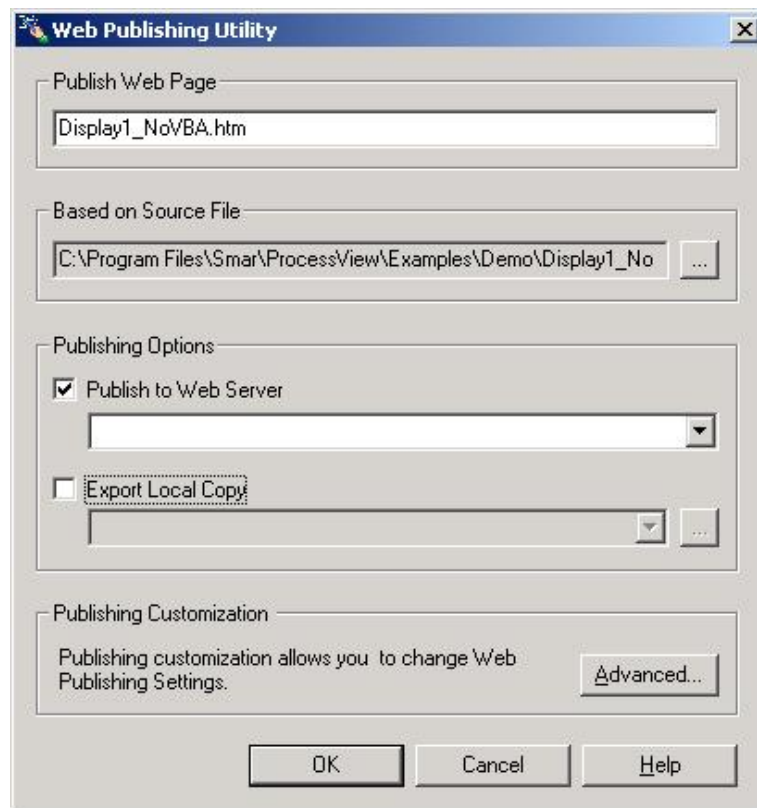 Web Publishing Utility
Publish Web Page
Display1_NoVBA.htm
Based on Source File
C:\Program Files\Smar\ProcessView\Examples\Demo\Display1_No
...
Publishing Options
Publish to Web Server
Export Local Copy
...
Publishing Customization
Publishing customization allows you to change Web
Publishing Settings.
Advanced...
OK Cancel Help